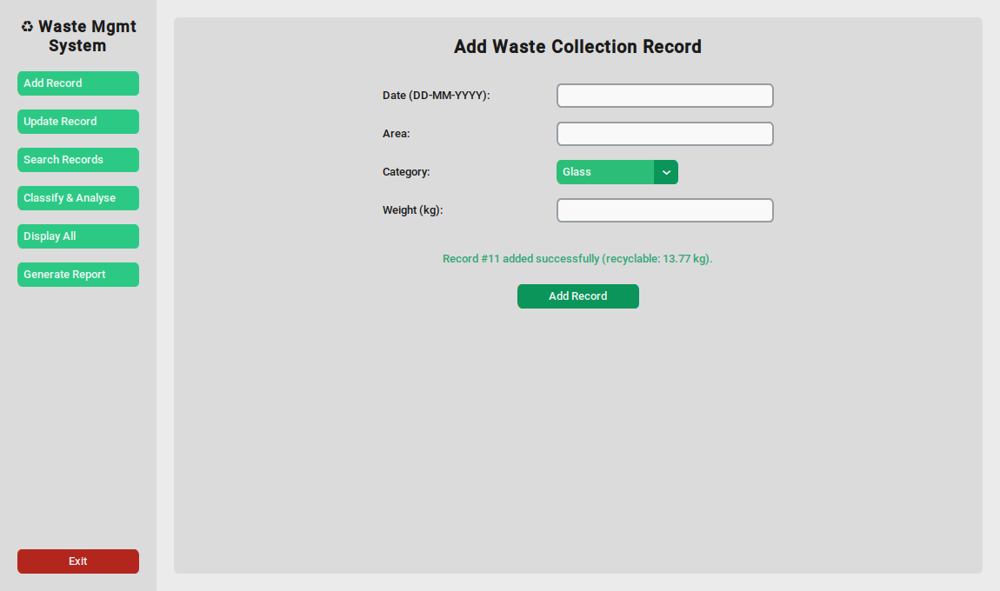 ♻ Waste Mgmt
System
Add Record
Update Record
Search Records
Classify & Analyse
Display All
Generate Report
Exit
Add Waste Collection Record
Date (DD-MM-YYYY):
Area:
Category:
Glass
Weight (kg):
Record #11 added successfully (recyclable: 13.77 kg).
Add Record